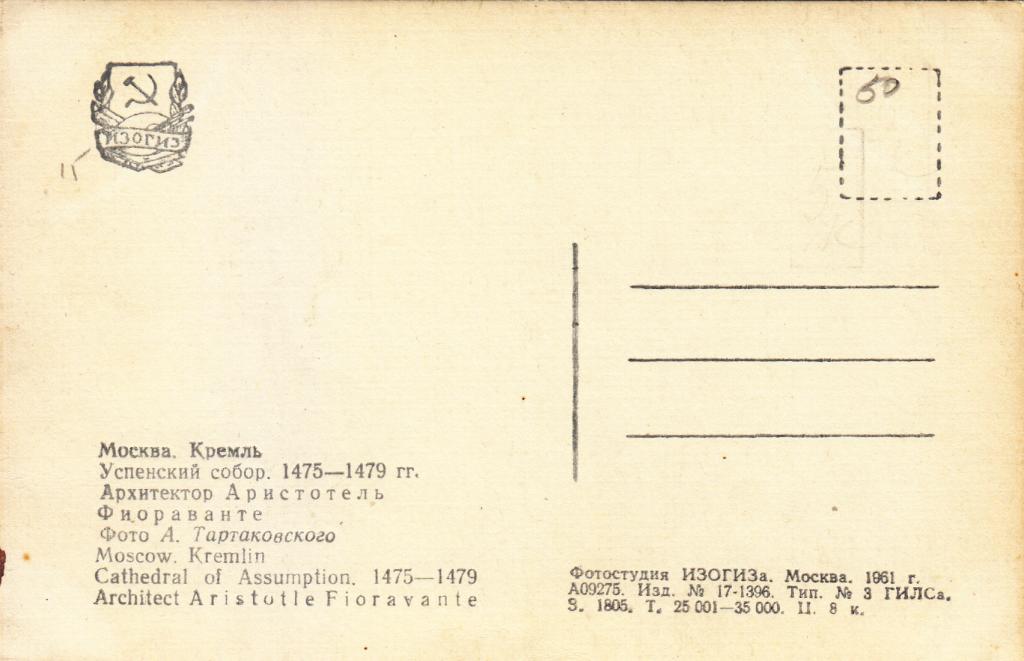 ИЗОГИЗ
50
Москва. Кремль
Успенский собор. 1475—1479 гг.
Архитектор Аристотель
Фиораванте
Фото А. Тартаковского
Moscow. Kremlin
Cathedral of Assumption. 1475—1479
Architect Aristotle Fioravante
Фотостудия ИЗОГИЗа. Москва. 1961 г.
А09275. Изд. № 17-1396. Тип. № 3 ГИЛСа.
З. 1805. Т. 25 001—35 000. Ц. 8 к.